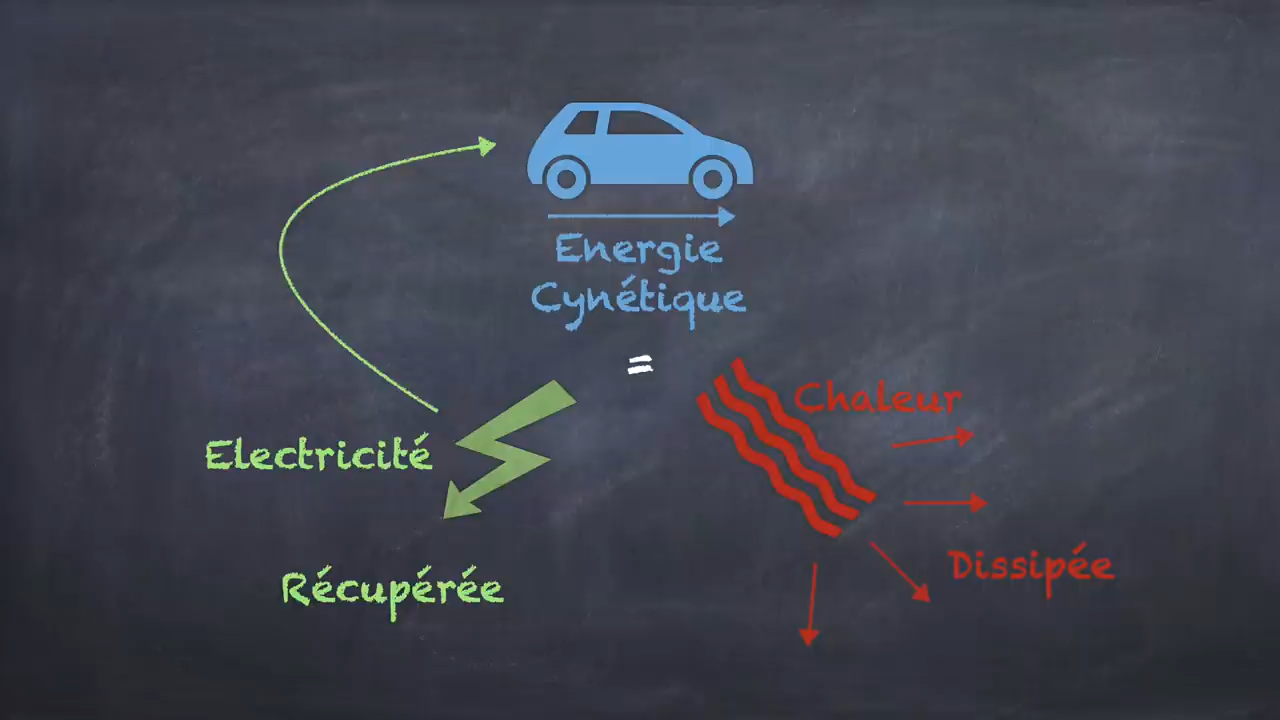 Energie
Cynétique
=
Chaleur
Electricité
Dissipée
Récupérée